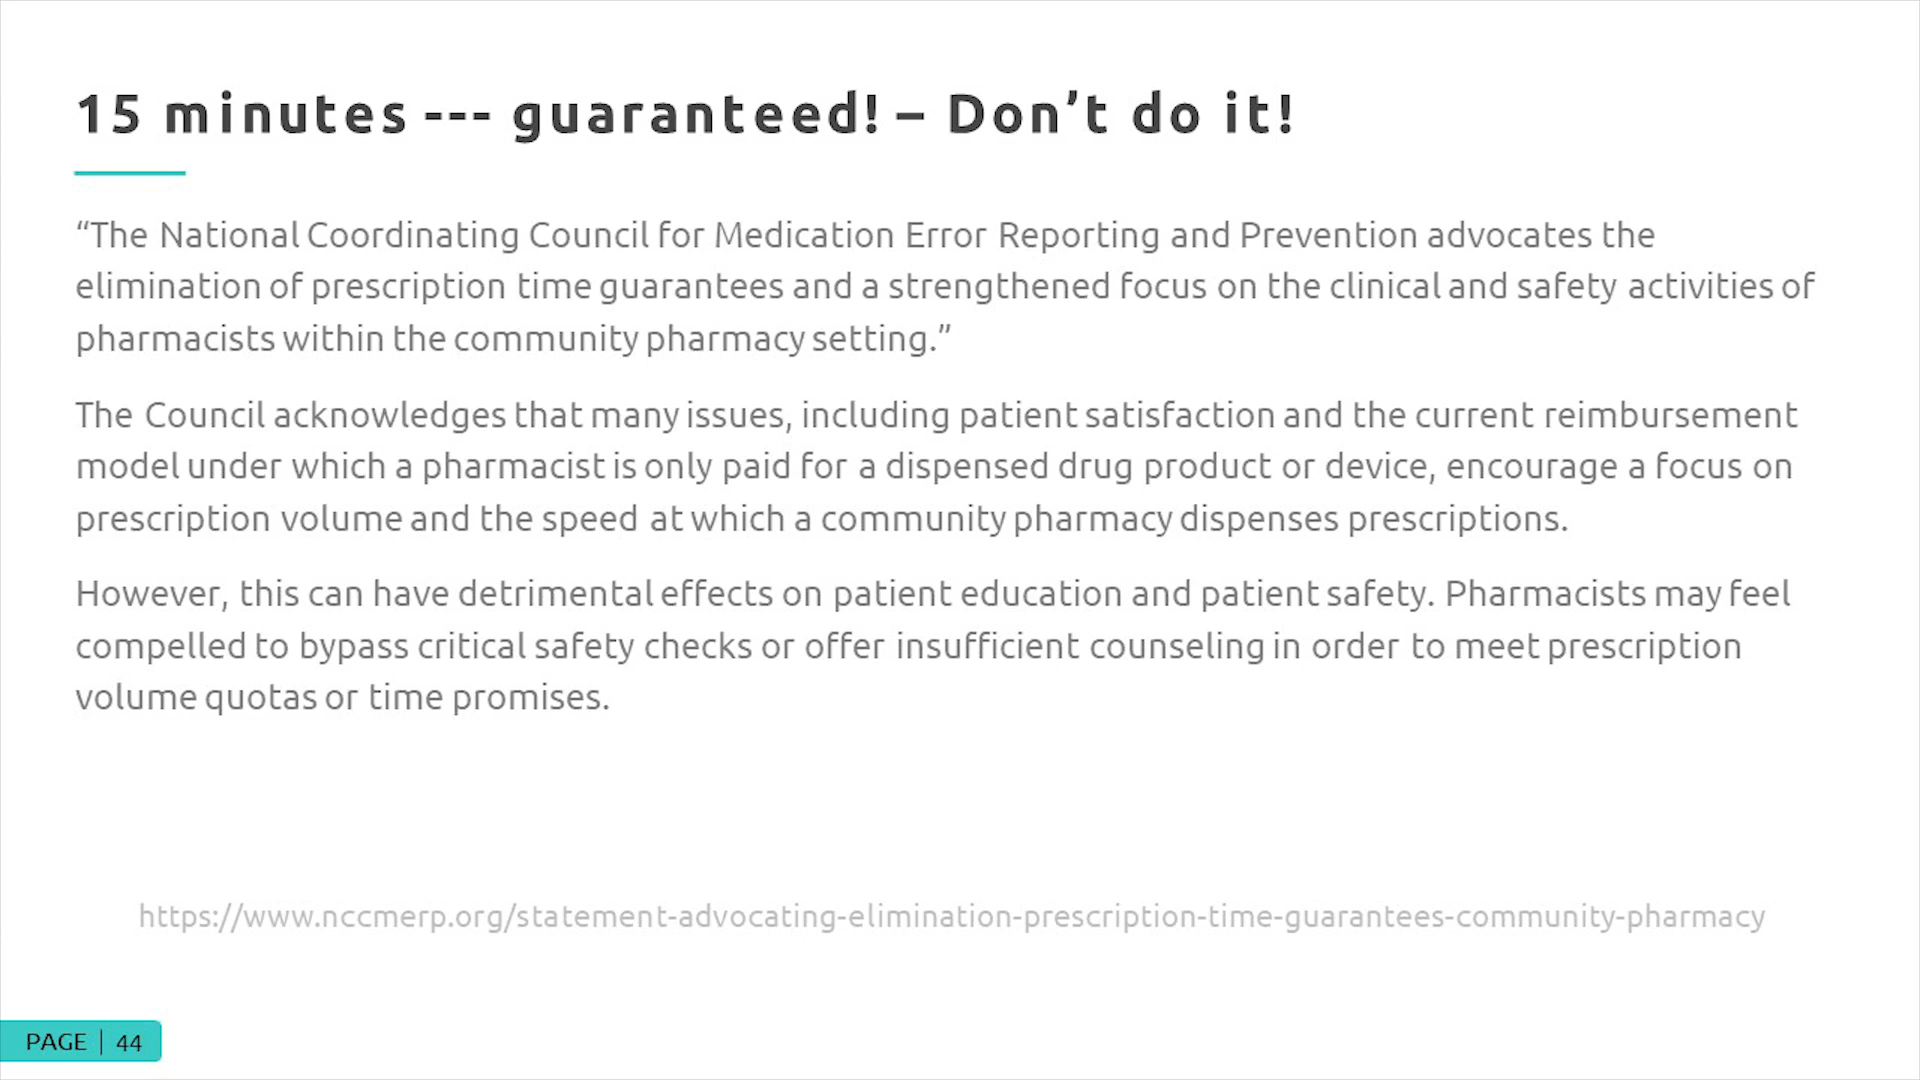 15 minutes --- guaranteed! – Don’t do it!
“The National Coordinating Council for Medication Error Reporting and Prevention advocates the
elimination of prescription time guarantees and a strengthened focus on the clinical and safety activities of
pharmacists within the community pharmacy setting.”
The Council acknowledges that many issues, including patient satisfaction and the current reimbursement
model under which a pharmacist is only paid for a dispensed drug product or device, encourage a focus on
prescription volume and the speed at which a community pharmacy dispenses prescriptions.
However, this can have detrimental effects on patient education and patient safety. Pharmacists may feel
compelled to bypass critical safety checks or offer insufficient counseling in order to meet prescription
volume quotas or time promises.
https://www.nccmerp.org/statement-advocating-elimination-prescription-time-guarantees-community-pharmacy
PAGE | 44